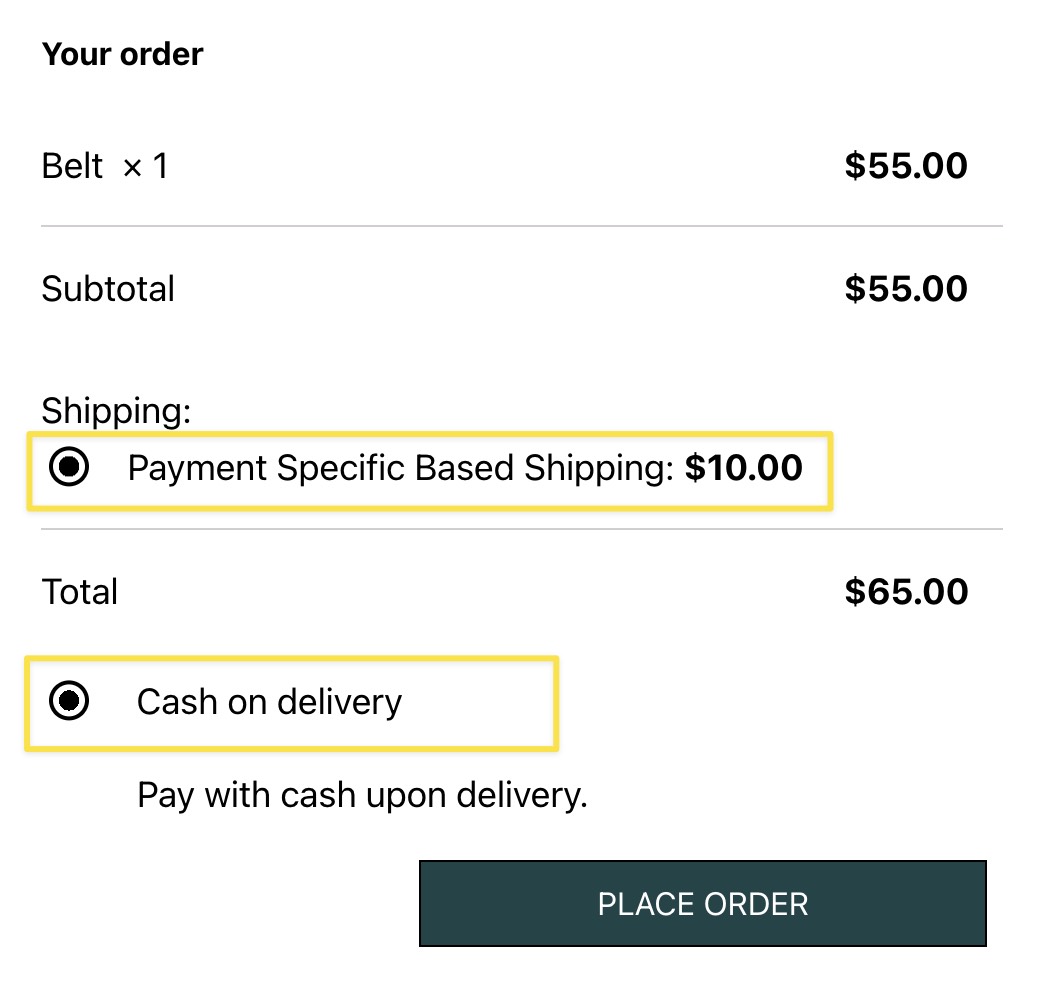 Your order
Belt × 1 $55.00
Subtotal $55.00
Shipping:
Payment Specific Based Shipping: $10.00
Total $65.00
Cash on delivery
Pay with cash upon delivery.
PLACE ORDER